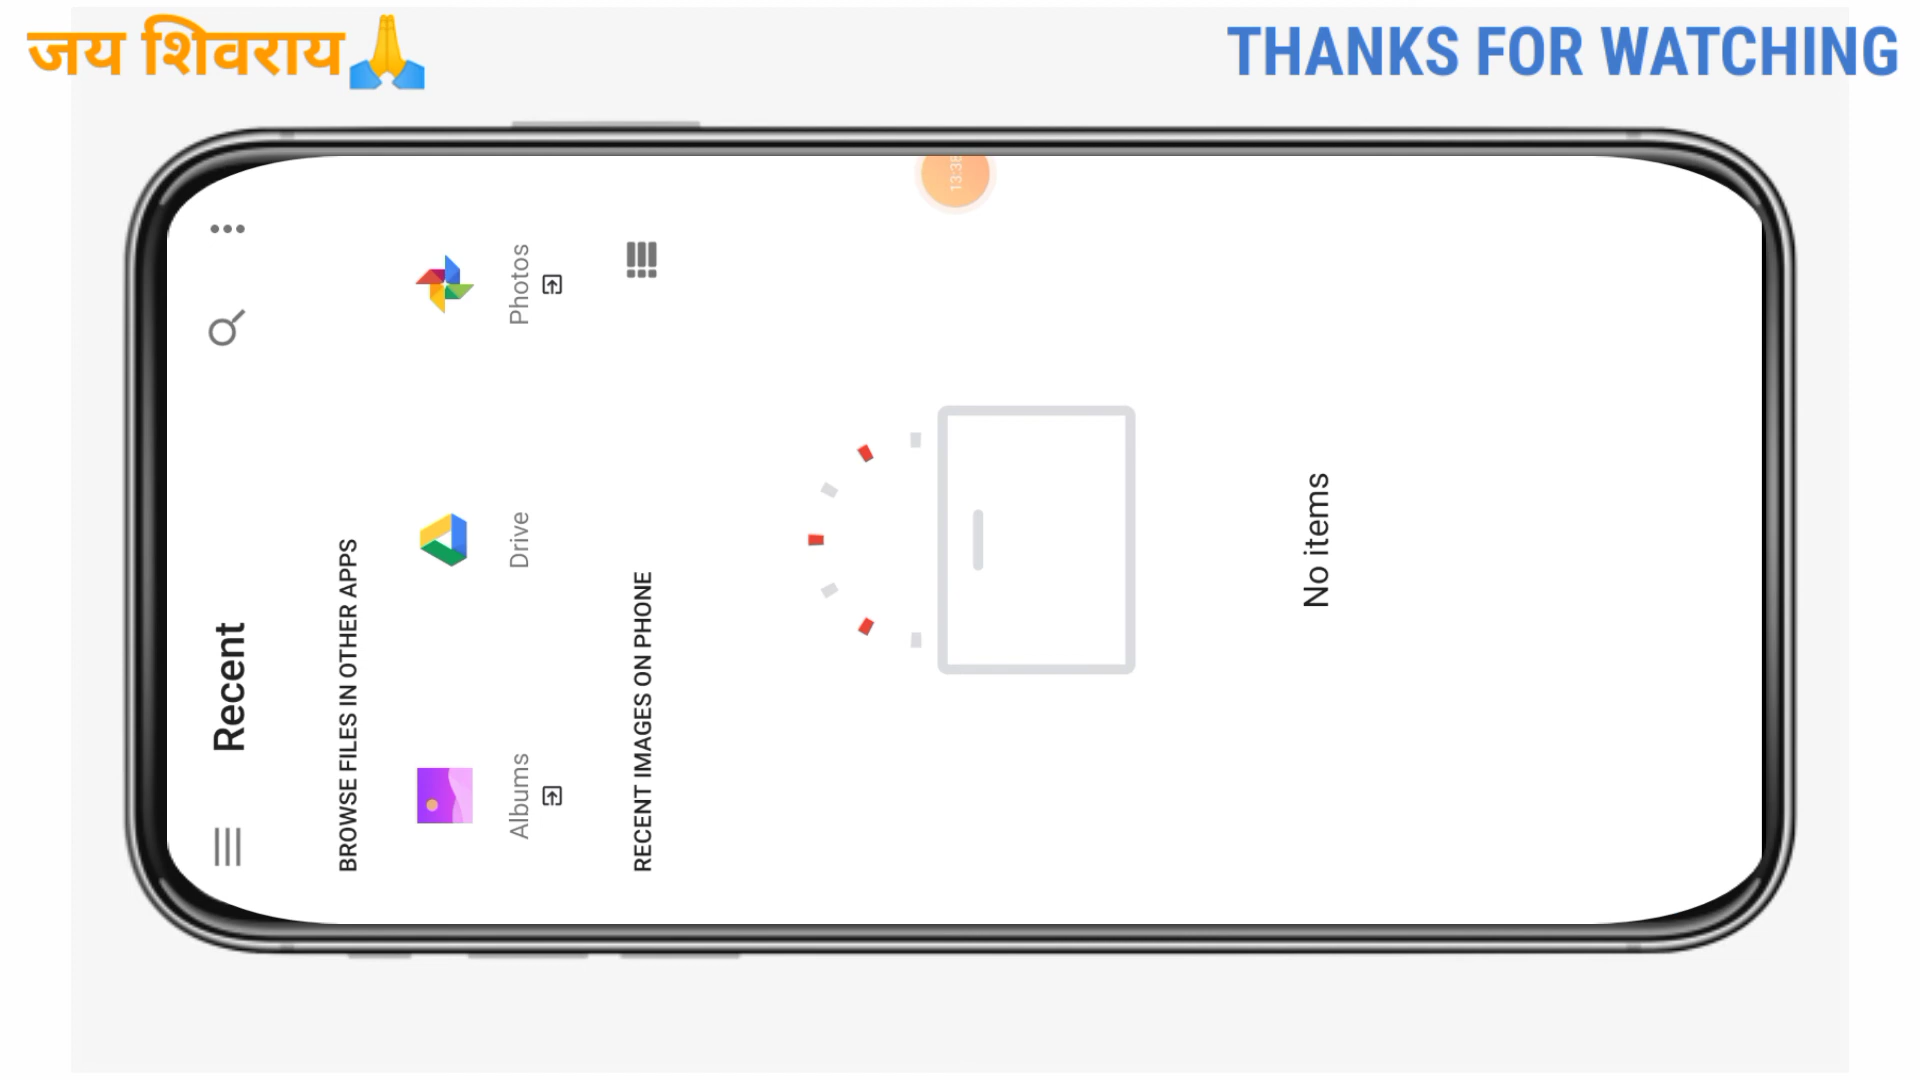 जय शिवराय🙏
THANKS FOR WATCHING
Recent
BROWSE FILES IN OTHER APPS
Albums
Drive
Photos
RECENT IMAGES ON PHONE
No items